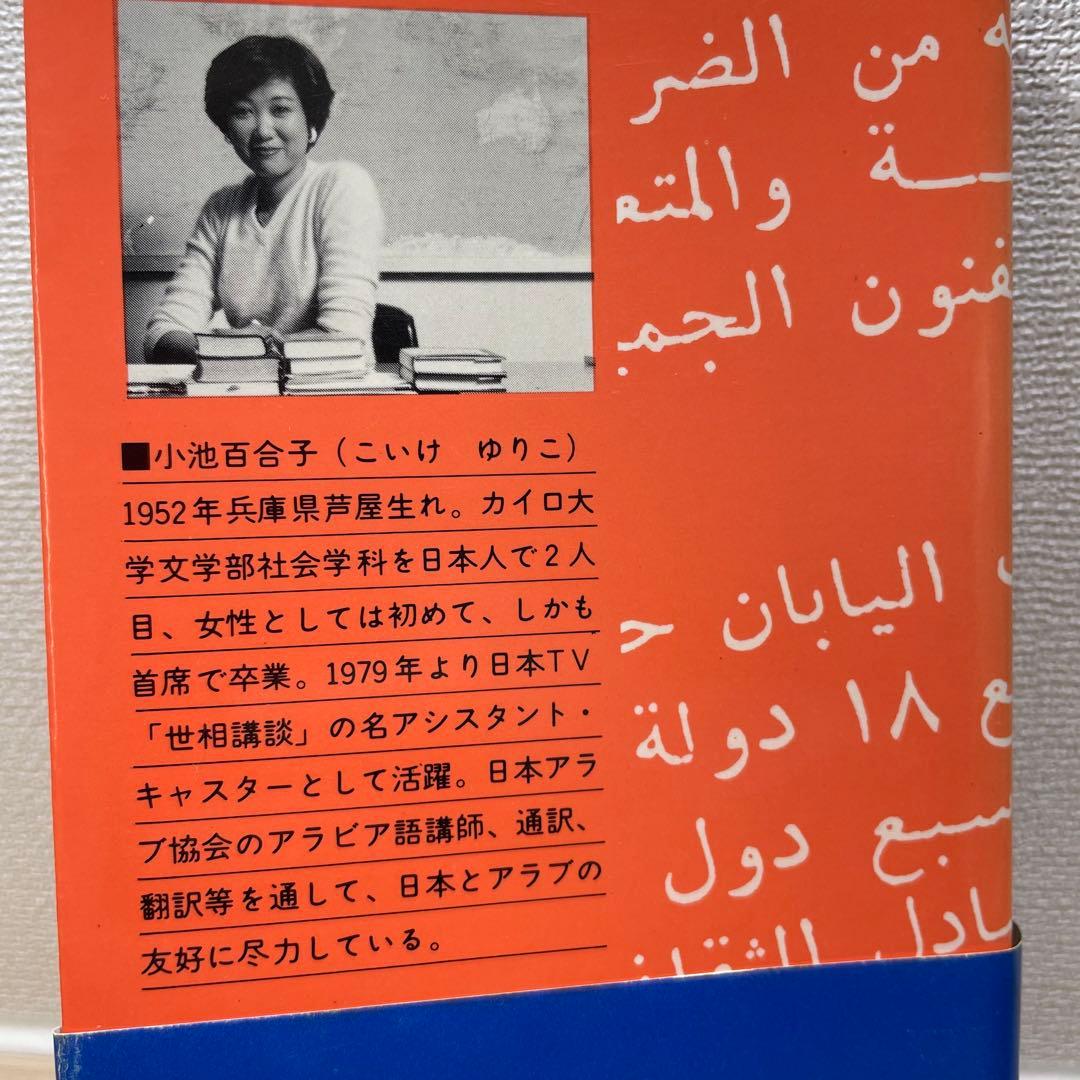 ■小池百合子（こいけ　ゆりこ）
1952年兵庫県芦屋生れ。カイロ大
学文学部社会学科を日本人で2人
目、女性としては初めて、しかも
首席で卒業。1979年より日本TV
「世相講談」の名アシスタント・
キャスターとして活躍。日本アラ
ブ協会のアラビア語講師、通訳、
翻訳等を通して、日本とアラブの
友好に尽力している。
من الضر
ـة والمتع
فنون الجمي
اليابان ح
ع ١٨ دولة
سبع دول